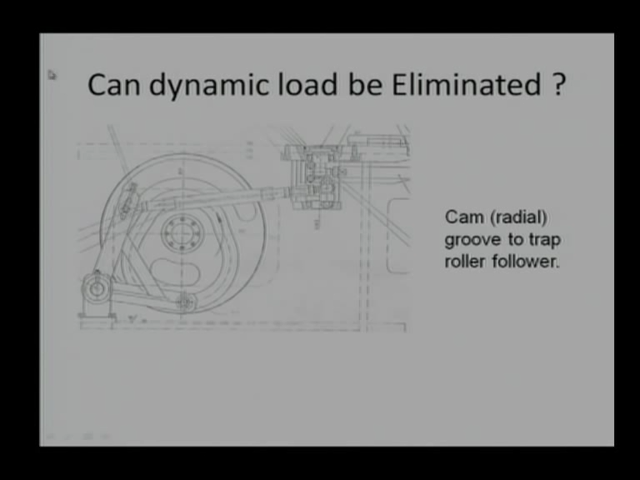 Can dynamic load be Eliminated ?
Cam (radial)
groove to trap
roller follower.